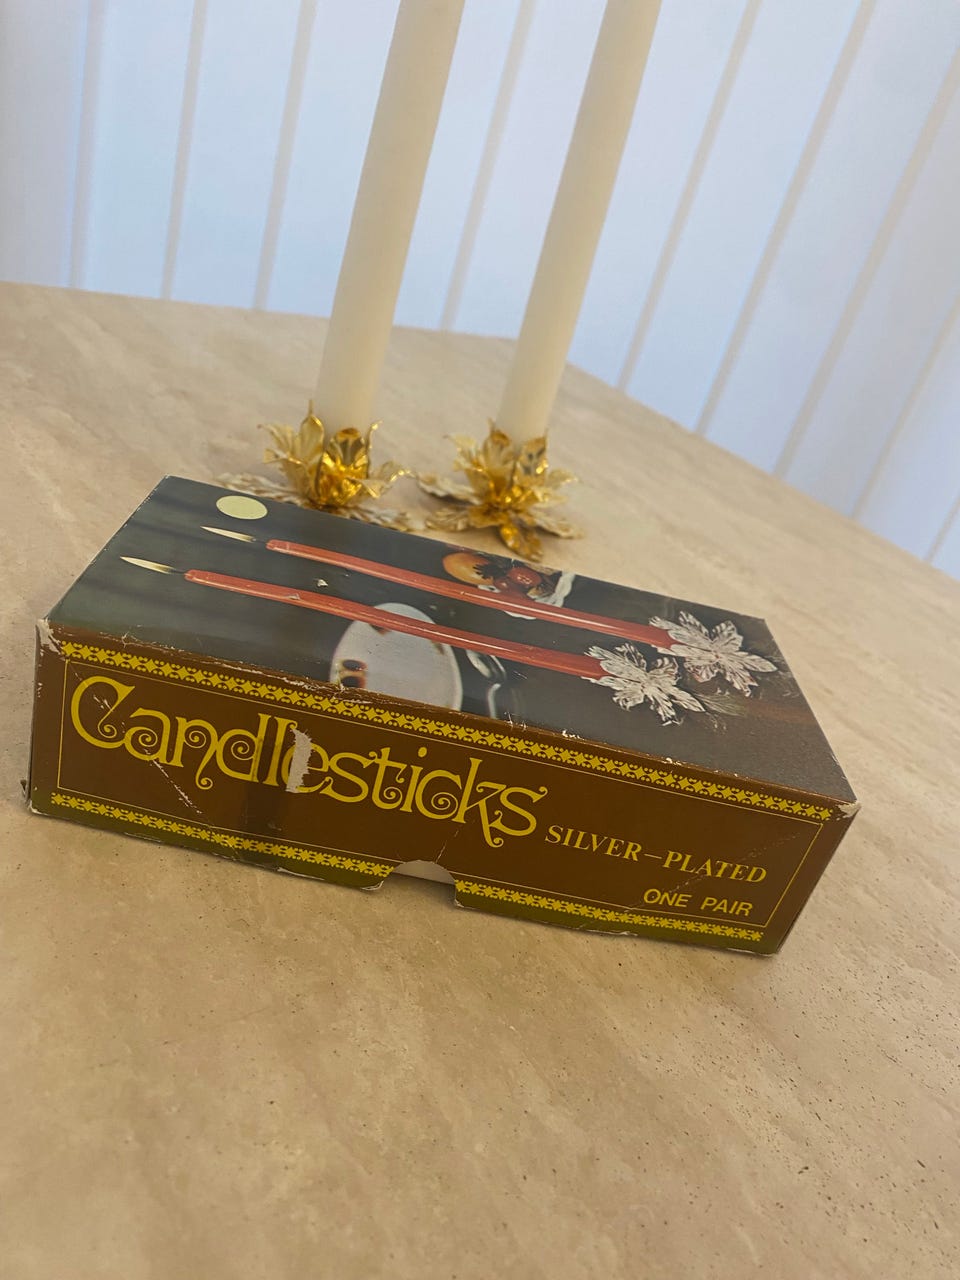 Candlesticks
SILVER-PLATED
ONE PAIR